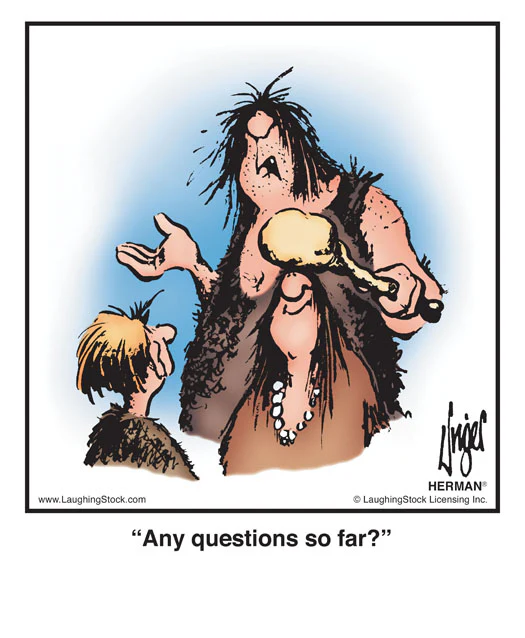 Unger
HERMAN®
www.LaughingStock.com
© LaughingStock Licensing Inc.
“Any questions so far?”